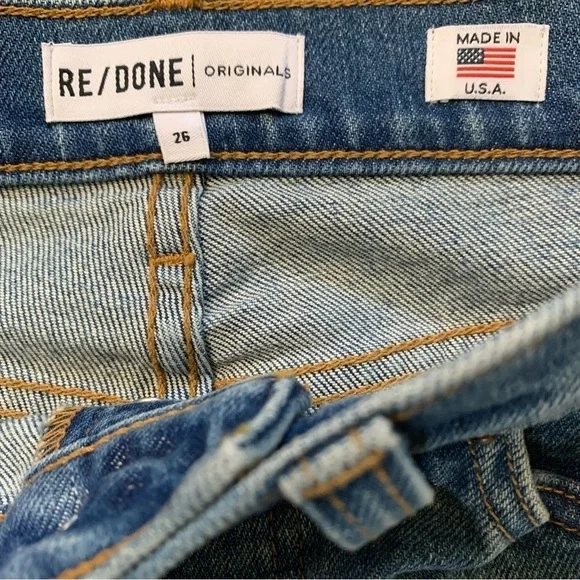 RE/DONE | ORIGINALS
26
MADE IN
U.S.A.